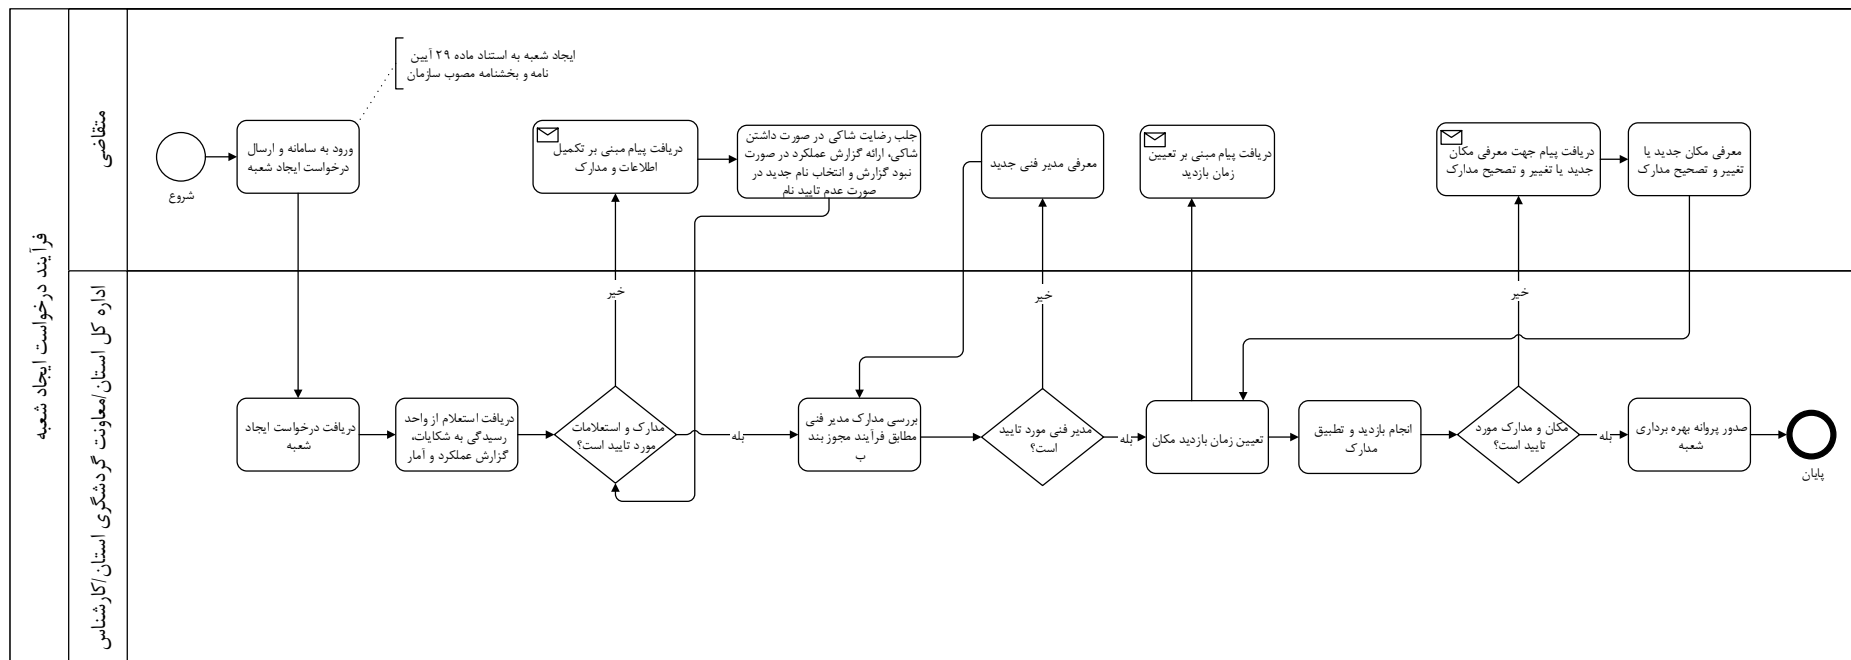 فرآیند درخواست ایجاد شعبه
متقاضی
ایجاد شعبه به استناد ماده ۲۹ آیین
نامه و بخشنامه مصوب سازمان
شروع
ورود به سامانه و ارسال
درخواست ایجاد شعبه
دریافت پیام مبنی بر تکمیل
اطلاعات و مدارک
جلب رضایت شاکی در صورت داشتن
شاکی، ارائه گزارش عملکرد در صورت
نبود گزارش و انتخاب نام جدید در
صورت عدم تایید نام
معرفی مدیر فنی جدید
دریافت پیام مبنی بر تعیین
زمان بازدید
دریافت پیام جهت معرفی مکان
جدید یا تغییر و تصحیح مدارک
معرفی مکان جدید یا
تغییر و تصحیح مدارک
اداره کل استان/معاونت گردشگری استان/کارشناس
خیر
خیر
خیر
دریافت درخواست ایجاد
شعبه
دریافت استعلام از واحد
رسیدگی به شکایات،
گزارش عملکرد و آمار
مدارک و استعلامات
مورد تایید است؟
بله
بررسی مدارک مدیر فنی
مطابق فرآیند مجوز بند
ب
مدیر فنی مورد تایید
است؟
بله
تعیین زمان بازدید مکان
انجام بازدید و تطبیق
مدارک
مکان و مدارک مورد
تایید است؟
بله
صدور پروانه بهره برداری
شعبه
پایان